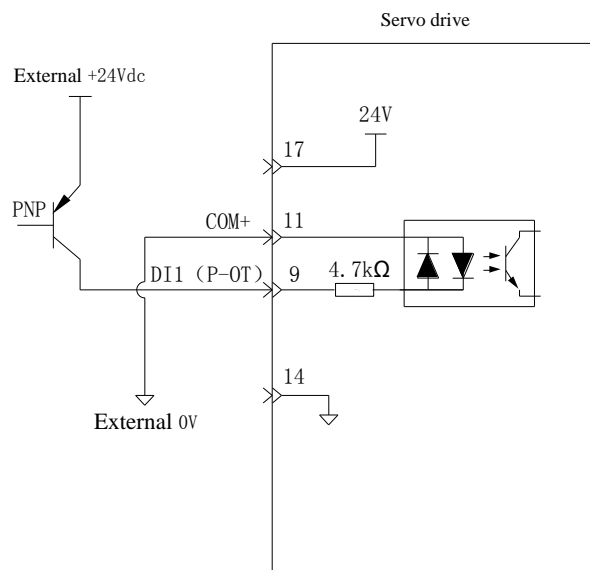 Servo drive
External +24Vdc
24V
17
PNP
COM+
11
DI1 (P-OT)
9
4.7kΩ
14
External 0V